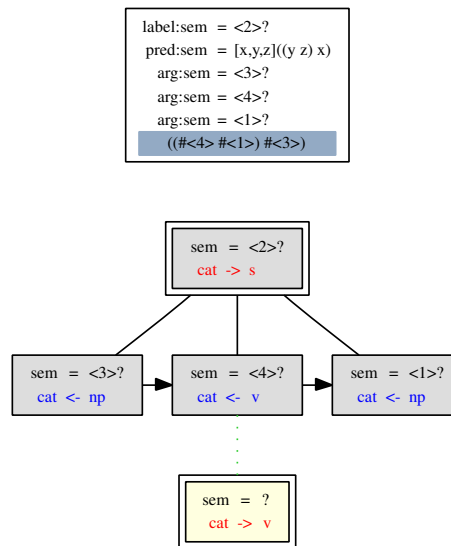 label:sem = <2>?
pred:sem = [x,y,z]((y z) x)
arg:sem = <3>?
arg:sem = <4>?
arg:sem = <1>?
((#<4> #<1>) #<3>)
sem = <2>?
cat -> s
sem = <3>?
cat <- np
sem = <4>?
cat <- v
sem = <1>?
cat <- np
sem = ?
cat -> v